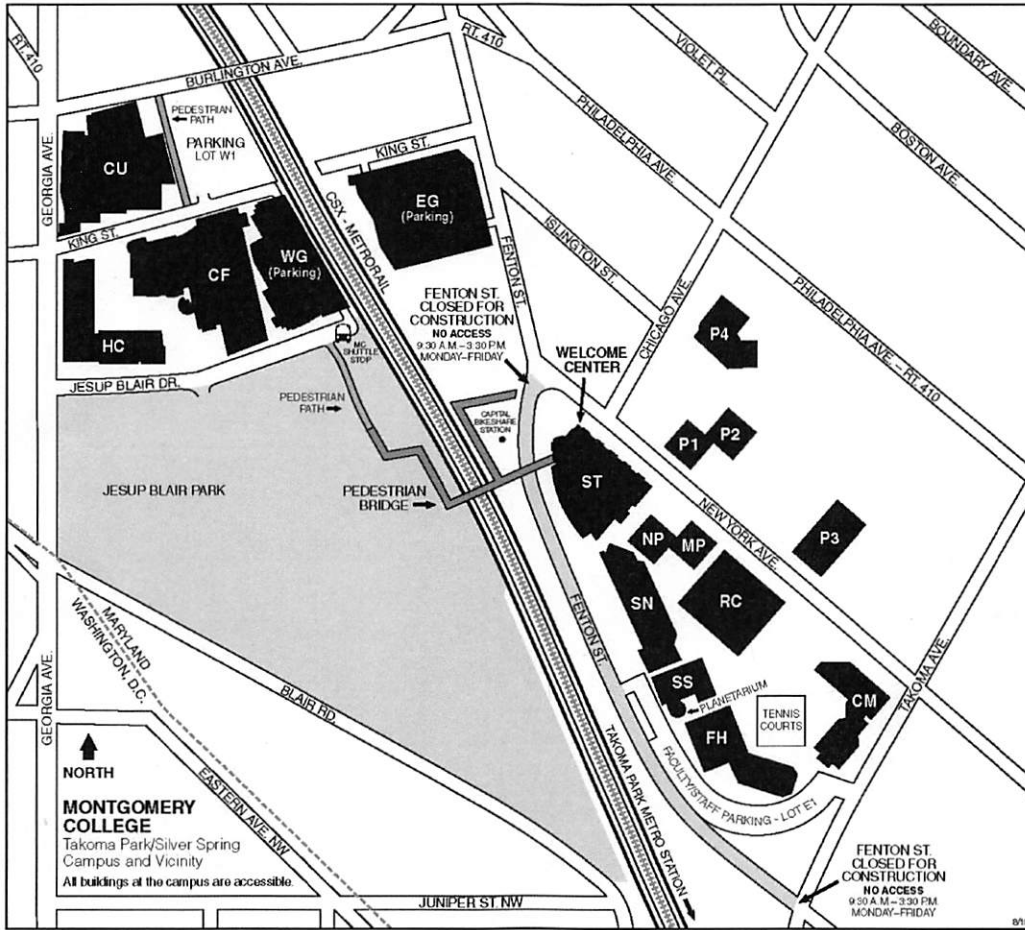 RT. 410
BURLINGTON AVE.
RT. 410
VIOLET PL.
BOUNDARY AVE.
BOSTON AVE.
PHILADELPHIA AVE.
GEORGIA AVE.
PEDESTRIAN
PATH
PARKING
LOT W1
CU
KING ST.
KING ST.
EG
(Parking)
CSX - METRORAIL
FENTON ST.
ISLINGTON ST.
CHICAGO AVE.
PHILADELPHIA AVE. - RT. 410
CF
WG
(Parking)
HC
MC
SHUTTLE
STOP
JESUP BLAIR DR.
FENTON ST.
CLOSED FOR
CONSTRUCTION
NO ACCESS
9:30 A.M.–3:30 P.M.
MONDAY–FRIDAY
WELCOME
CENTER
P4
P1
P2
P3
PEDESTRIAN
PATH
CAPITAL
BIKESHARE
STATION
JESUP BLAIR PARK
PEDESTRIAN
BRIDGE
ST
NP
MP
NEW YORK AVE.
SN
RC
FENTON ST.
SS
PLANETARIUM
TENNIS
COURTS
CM
TAKOMA AVE.
FH
MARYLAND
WASHINGTON, D.C.
BLAIR RD.
GEORGIA AVE.
EASTERN AVE. NW
TAKOMA PARK METRO STATION
FACULTY/STAFF PARKING - LOT E1
NORTH
MONTGOMERY
COLLEGE
Takoma Park/Silver Spring
Campus and Vicinity
All buildings at the campus are accessible.
JUNIPER ST. NW
FENTON ST.
CLOSED FOR
CONSTRUCTION
NO ACCESS
9:30 A.M.–3:30 P.M.
MONDAY–FRIDAY